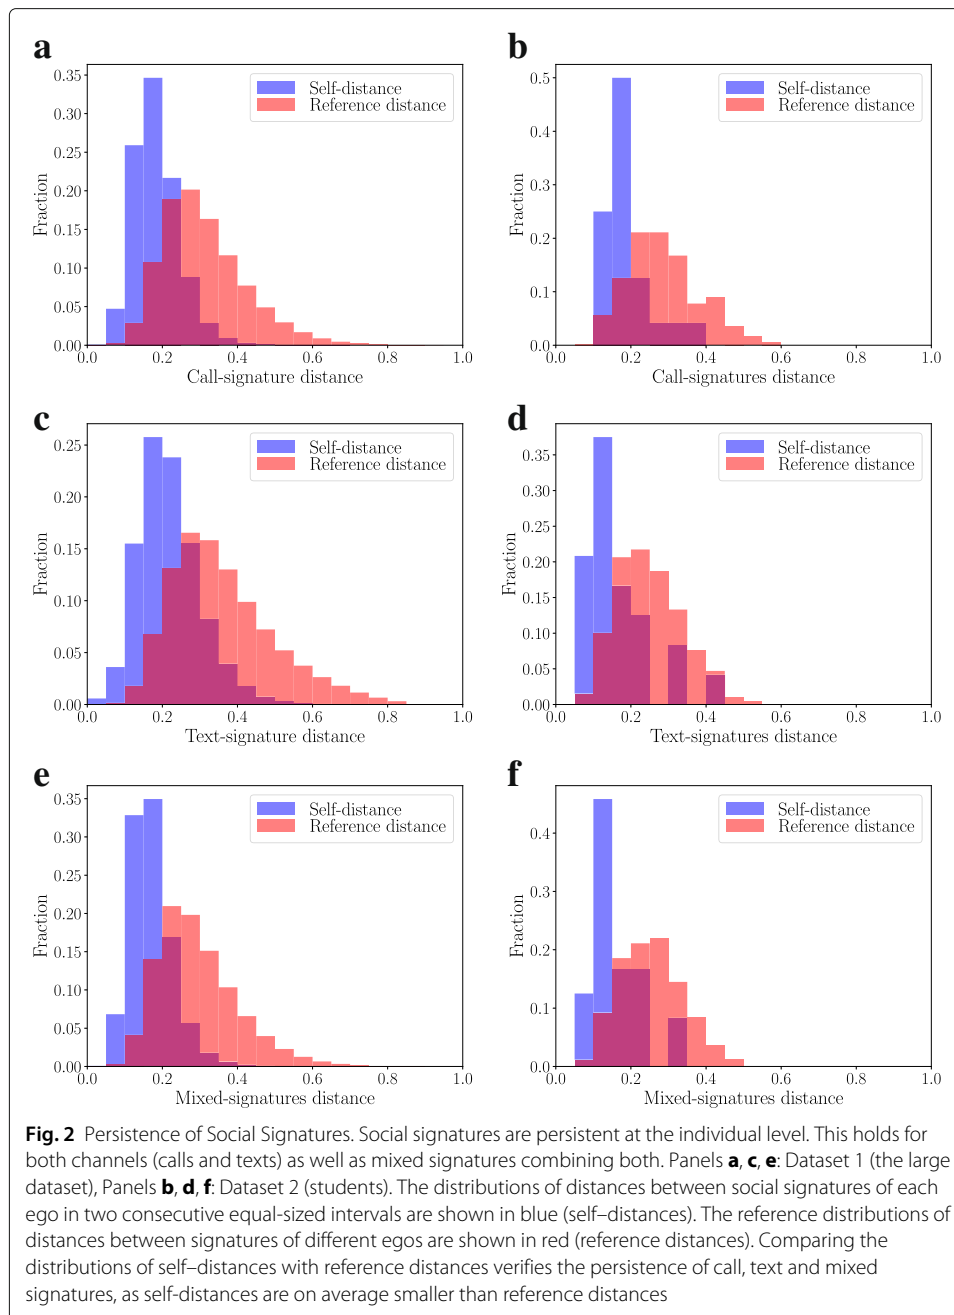 a
0.35
0.30
0.25
0.20
0.15
0.10
0.05
0.00
Fraction
0.0 0.2 0.4 0.6 0.8 1.0
Call-signature distance
Self-distance
Reference distance
b
0.5
0.4
0.3
0.2
0.1
0.0
Fraction
0.0 0.2 0.4 0.6 0.8 1.0
Call-signatures distance
Self-distance
Reference distance
c
0.25
0.20
0.15
0.10
0.05
0.00
Fraction
0.0 0.2 0.4 0.6 0.8 1.0
Text-signature distance
Self-distance
Reference distance
d
0.35
0.30
0.25
0.20
0.15
0.10
0.05
0.00
Fraction
0.0 0.2 0.4 0.6 0.8 1.0
Text-signatures distance
Self-distance
Reference distance
e
0.35
0.30
0.25
0.20
0.15
0.10
0.05
0.00
Fraction
0.0 0.2 0.4 0.6 0.8 1.0
Mixed-signatures distance
Self-distance
Reference distance
f
0.4
0.3
0.2
0.1
0.0
Fraction
0.0 0.2 0.4 0.6 0.8 1.0
Mixed-signatures distance
Self-distance
Reference distance
Fig. 2 Persistence of Social Signatures. Social signatures are persistent at the individual level. This holds for
both channels (calls and texts) as well as mixed signatures combining both. Panels a, c, e: Dataset 1 (the large
dataset), Panels b, d, f: Dataset 2 (students). The distributions of distances between social signatures of each
ego in two consecutive equal-sized intervals are shown in blue (self–distances). The reference distributions of
distances between signatures of different egos are shown in red (reference distances). Comparing the
distributions of self–distances with reference distances verifies the persistence of call, text and mixed
signatures, as self-distances are on average smaller than reference distances